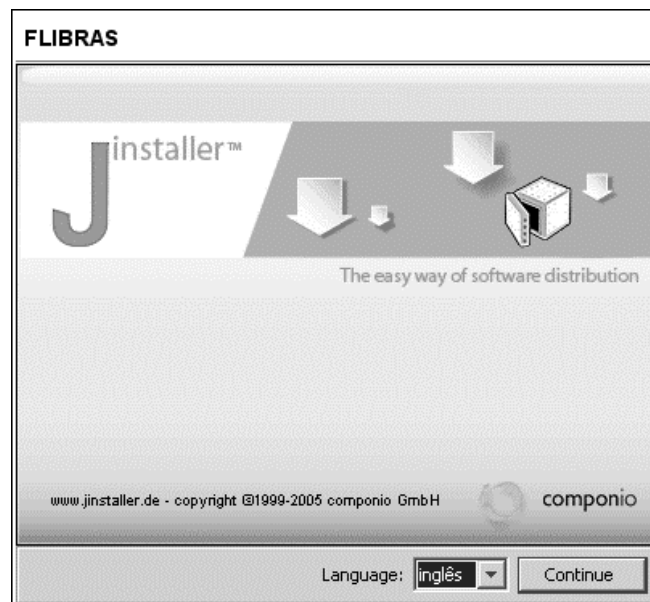 FLIBRAS
Jinstaller™
The easy way of software distribution
www.jinstaller.de - copyright ©1999-2005 componio GmbH
componio
Language: inglês Continue